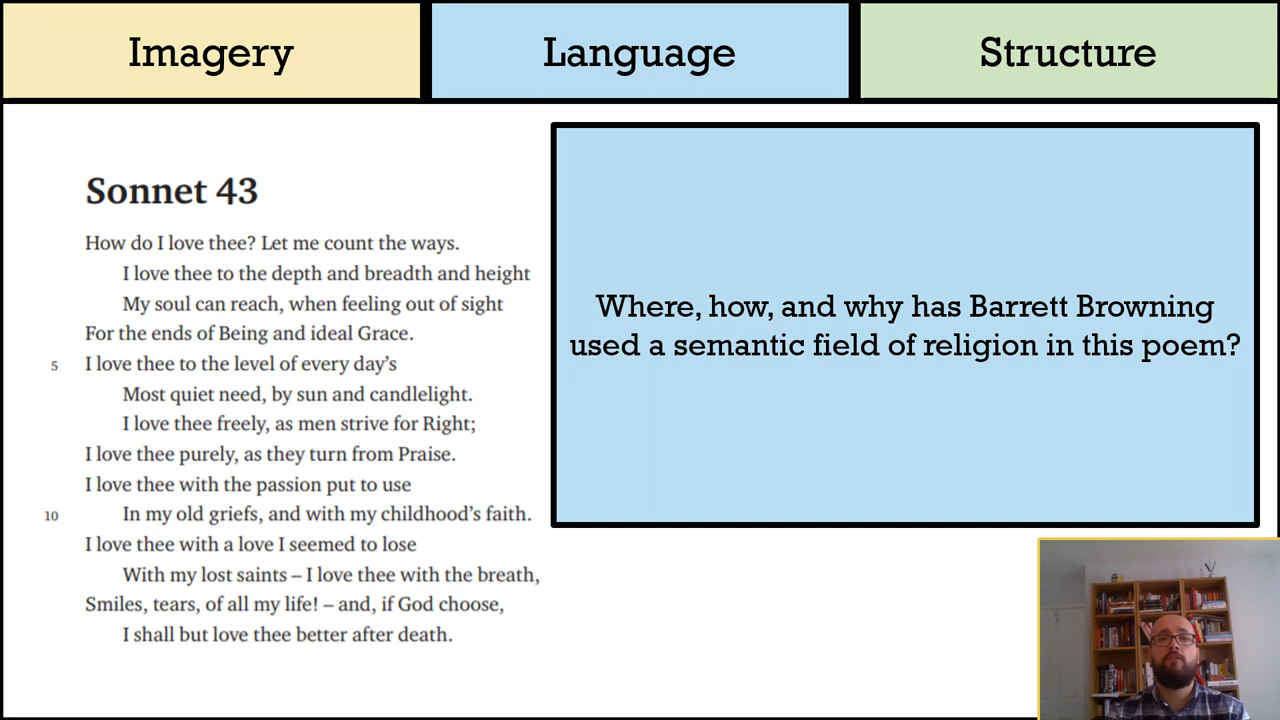 Imagery
Language
Structure
Sonnet 43
How do I love thee? Let me count the ways.
I love thee to the depth and breadth and height
My soul can reach, when feeling out of sight
For the ends of Being and ideal Grace.
5 I love thee to the level of every day's
Most quiet need, by sun and candlelight.
I love thee freely, as men strive for Right;
I love thee purely, as they turn from Praise.
I love thee with the passion put to use
10 In my old griefs, and with my childhood's faith.
I love thee with a love I seemed to lose
With my lost saints – I love thee with the breath,
Smiles, tears, of all my life! – and, if God choose,
I shall but love thee better after death.
Where, how, and why has Barrett Browning
used a semantic field of religion in this poem?